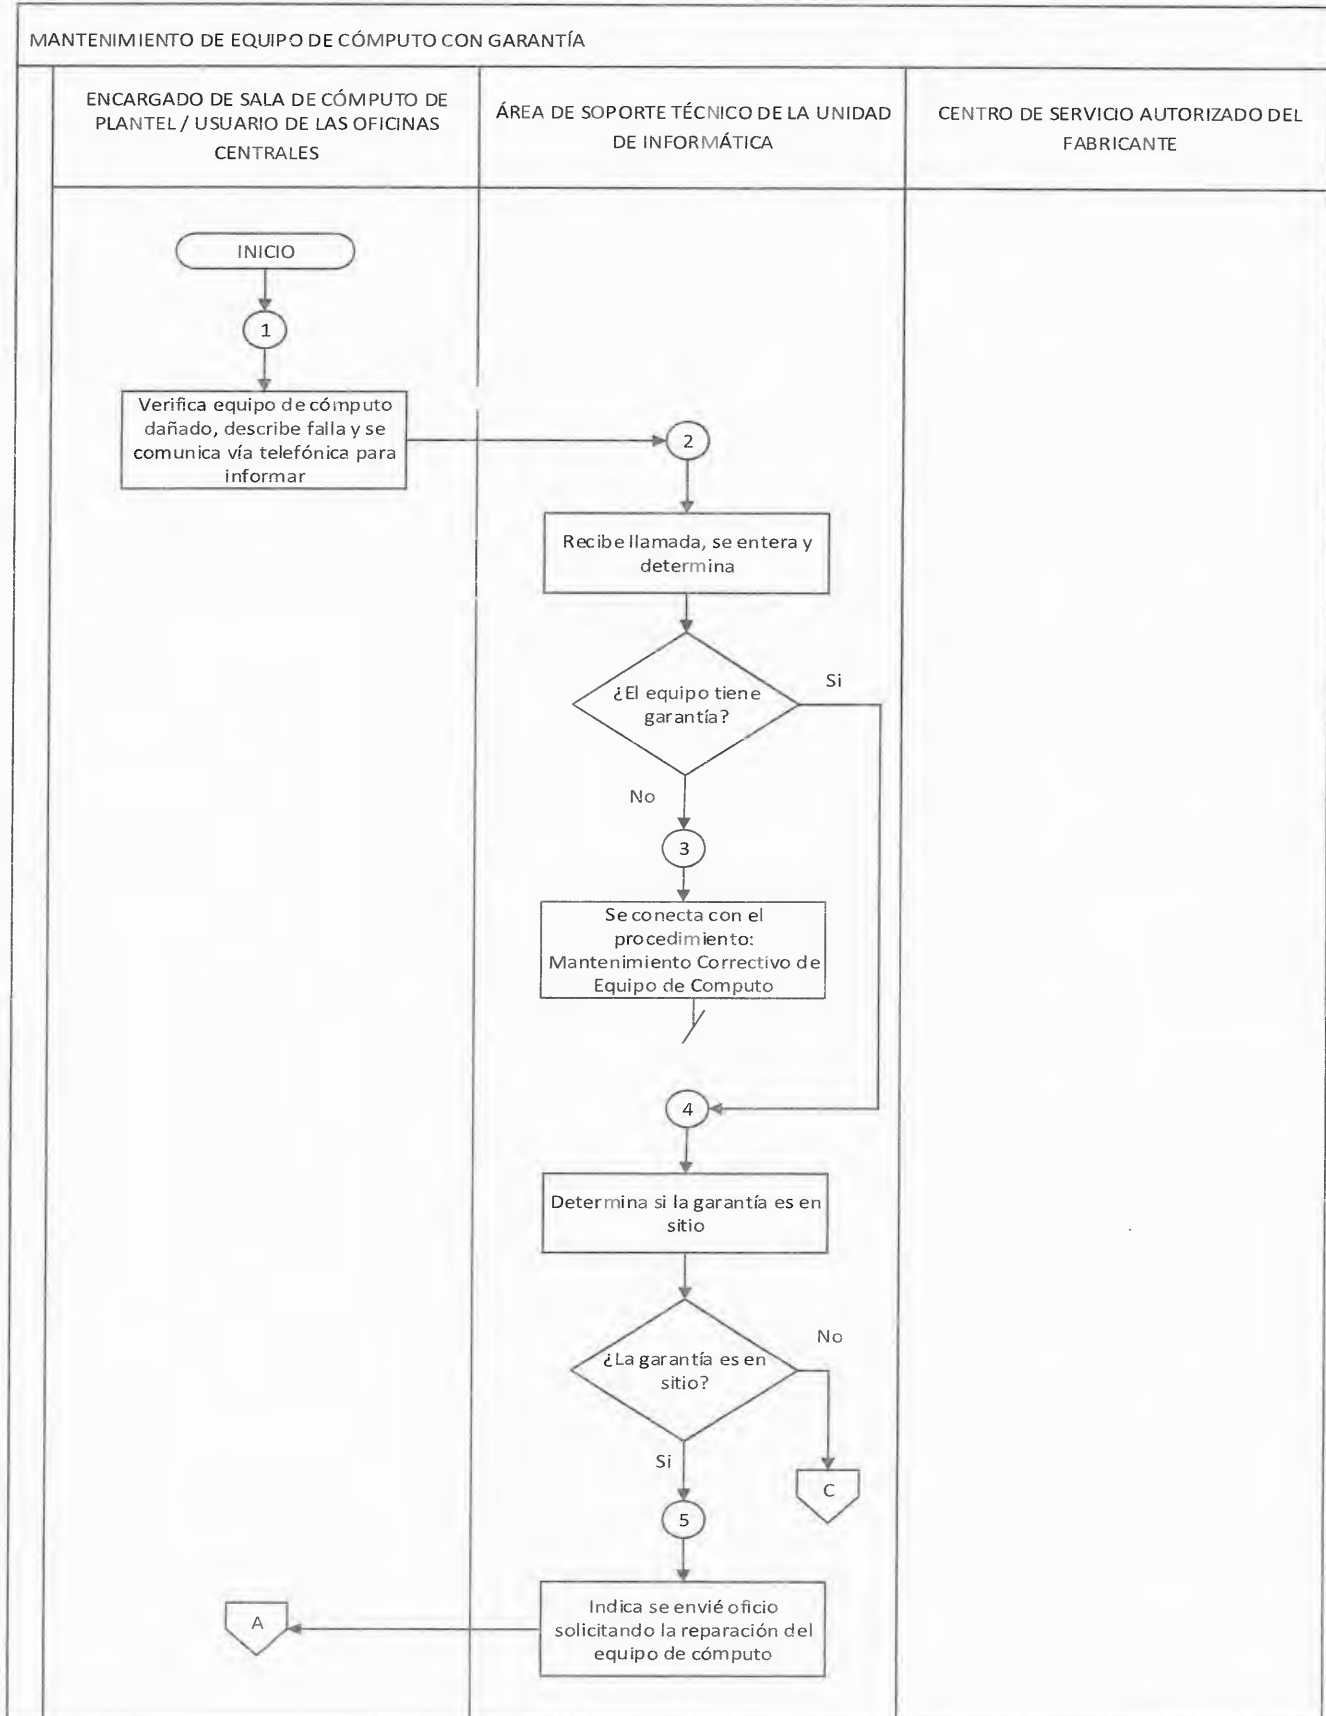 MANTENIMIENTO DE EQUIPO DE CÓMPUTO CON GARANTÍA
ENCARGADO DE SALA DE CÓMPUTO DE
PLANTEL / USUARIO DE LAS OFICINAS
CENTRALES
ÁREA DE SOPORTE TÉCNICO DE LA UNIDAD
DE INFORMÁTICA
CENTRO DE SERVICIO AUTORIZADO DEL
FABRICANTE
INICIO
1
Verifica equipo de cómputo
dañado, describe falla y se
comunica vía telefónica para
informar
2
Recibe llamada, se entera y
determina
¿El equipo tiene
garantía?
Si
No
3
Se conecta con el
procedimiento:
Mantenimiento Correctivo de
Equipo de Computo
4
Determina si la garantía es en
sitio
¿La garantía es en
sitio?
No
Si
C
5
Indica se envié oficio
solicitando la reparación del
equipo de cómputo
A